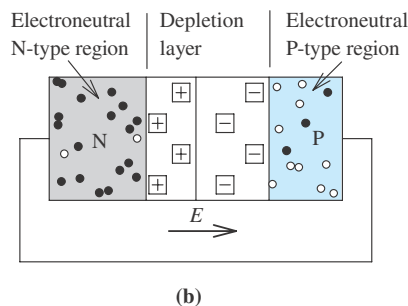 Electroneutral
N-type region
Depletion
layer
Electroneutral
P-type region
N
+
+
+
+
−
−
−
−
P
E
(b)